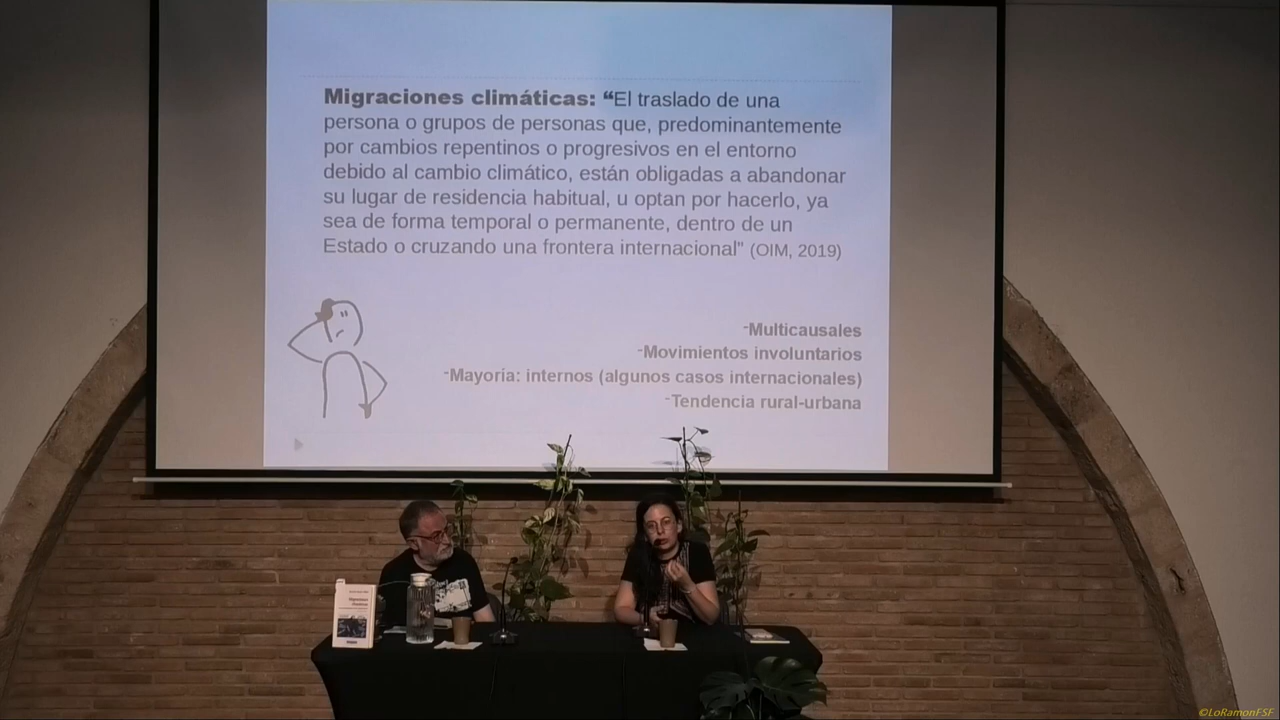 Migraciones climáticas: “El traslado de una
persona o grupos de personas que, predominantemente
por cambios repentinos o progresivos en el entorno
debido al cambio climático, están obligadas a abandonar
su lugar de residencia habitual, u optan por hacerlo, ya
sea de forma temporal o permanente, dentro de un
Estado o cruzando una frontera internacional" (OIM, 2019)
-Multicausales
-Movimientos involuntarios
-Mayoría: internos (algunos casos internacionales)
-Tendencia rural-urbana
©LoRamonFSF